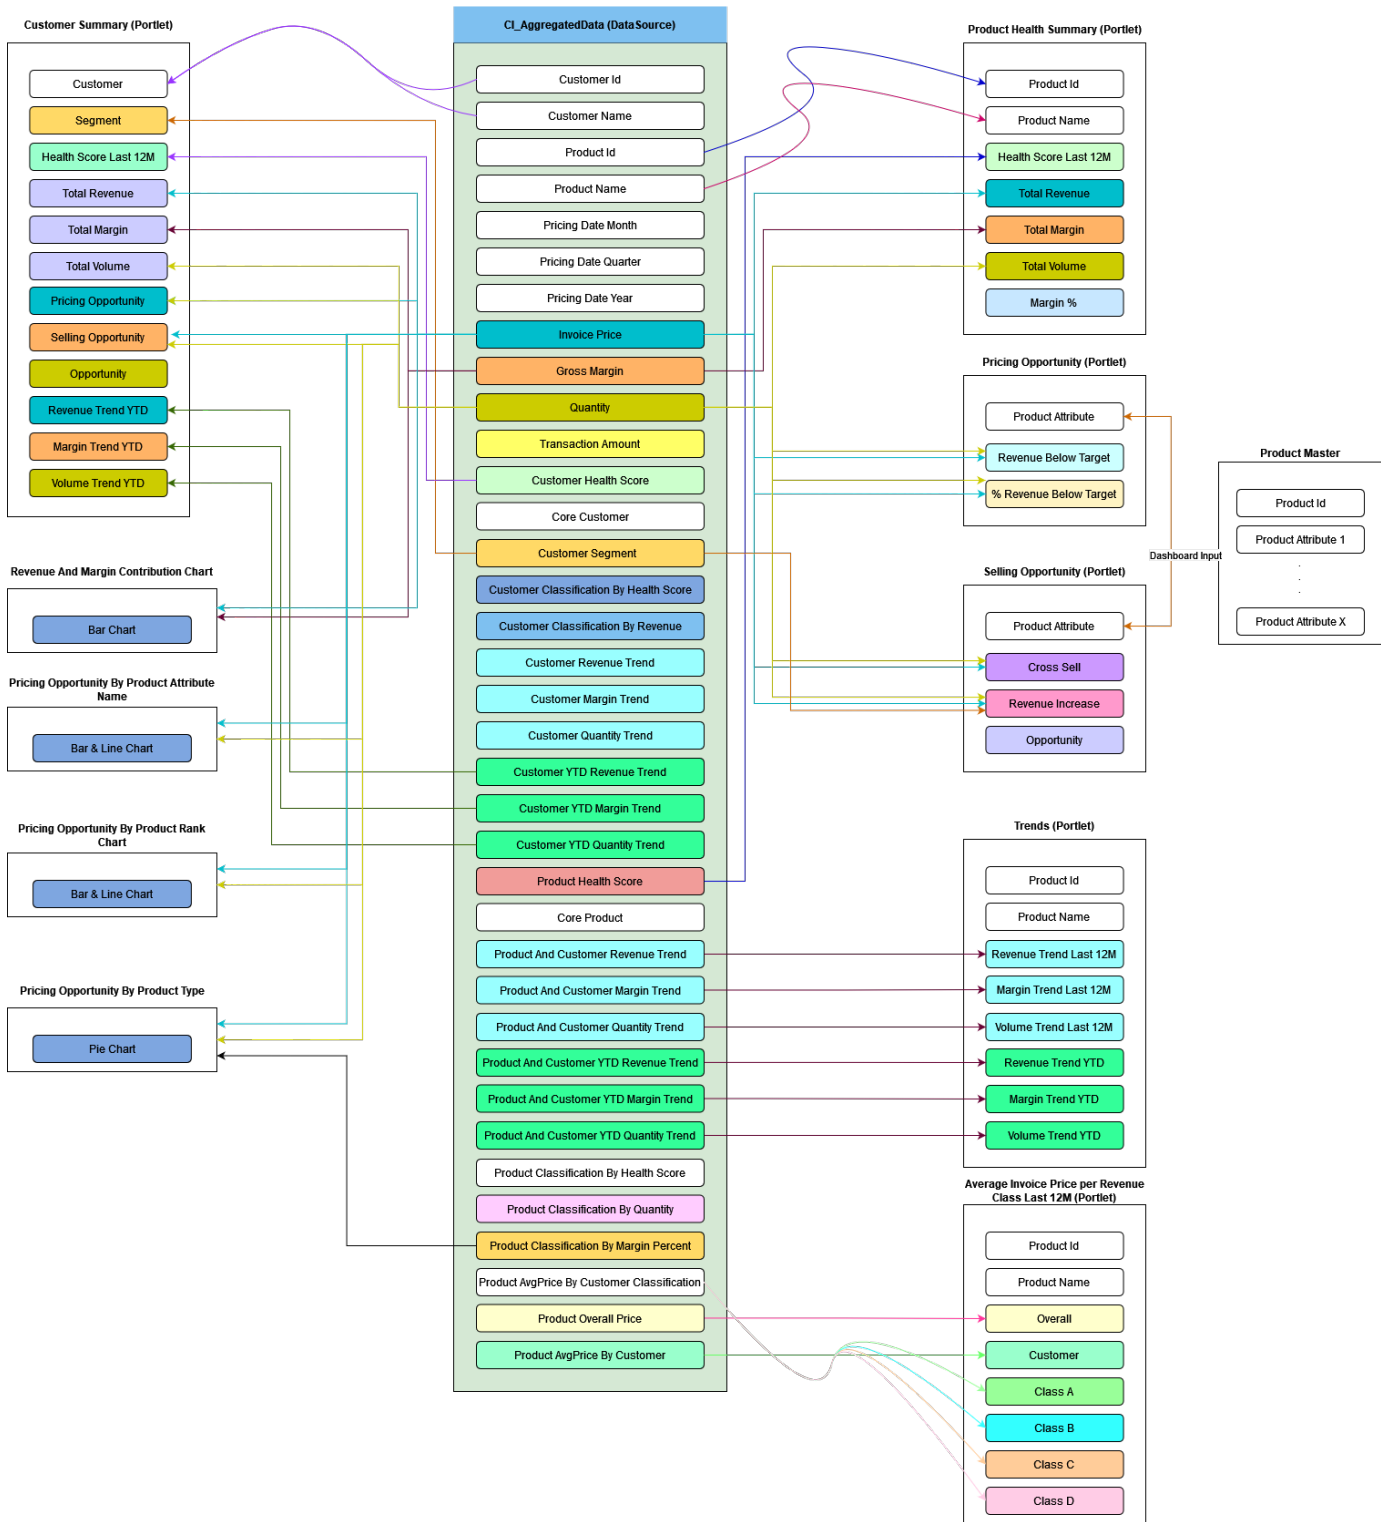 Customer Summary (Portlet)
Customer
Segment
Health Score Last 12M
Total Revenue
Total Margin
Total Volume
Pricing Opportunity
Selling Opportunity
Opportunity
Revenue Trend YTD
Margin Trend YTD
Volume Trend YTD
Revenue And Margin Contribution Chart
Bar Chart
Pricing Opportunity By Product Attribute
Name
Bar & Line Chart
Pricing Opportunity By Product Rank
Chart
Bar & Line Chart
Pricing Opportunity By Product Type
Pie Chart
CI_AggregatedData (DataSource)
Customer Id
Customer Name
Product Id
Product Name
Pricing Date Month
Pricing Date Quarter
Pricing Date Year
Invoice Price
Gross Margin
Quantity
Transaction Amount
Customer Health Score
Core Customer
Customer Segment
Customer Classification By Health Score
Customer Classification By Revenue
Customer Revenue Trend
Customer Margin Trend
Customer Quantity Trend
Customer YTD Revenue Trend
Customer YTD Margin Trend
Customer YTD Quantity Trend
Product Health Score
Core Product
Product And Customer Revenue Trend
Product And Customer Margin Trend
Product And Customer Quantity Trend
Product And Customer YTD Revenue Trend
Product And Customer YTD Margin Trend
Product And Customer YTD Quantity Trend
Product Classification By Health Score
Product Classification By Quantity
Product Classification By Margin Percent
Product AvgPrice By Customer Classification
Product Overall Price
Product AvgPrice By Customer
Product Health Summary (Portlet)
Product Id
Product Name
Health Score Last 12M
Total Revenue
Total Margin
Total Volume
Margin %
Pricing Opportunity (Portlet)
Product Attribute
Revenue Below Target
% Revenue Below Target
Selling Opportunity (Portlet)
Product Attribute
Cross Sell
Revenue Increase
Opportunity
Dashboard Input
Product Master
Product Id
Product Attribute 1
.
.
.
Product Attribute X
Trends (Portlet)
Product Id
Product Name
Revenue Trend Last 12M
Margin Trend Last 12M
Volume Trend Last 12M
Revenue Trend YTD
Margin Trend YTD
Volume Trend YTD
Average Invoice Price per Revenue
Class Last 12M (Portlet)
Product Id
Product Name
Overall
Customer
Class A
Class B
Class C
Class D